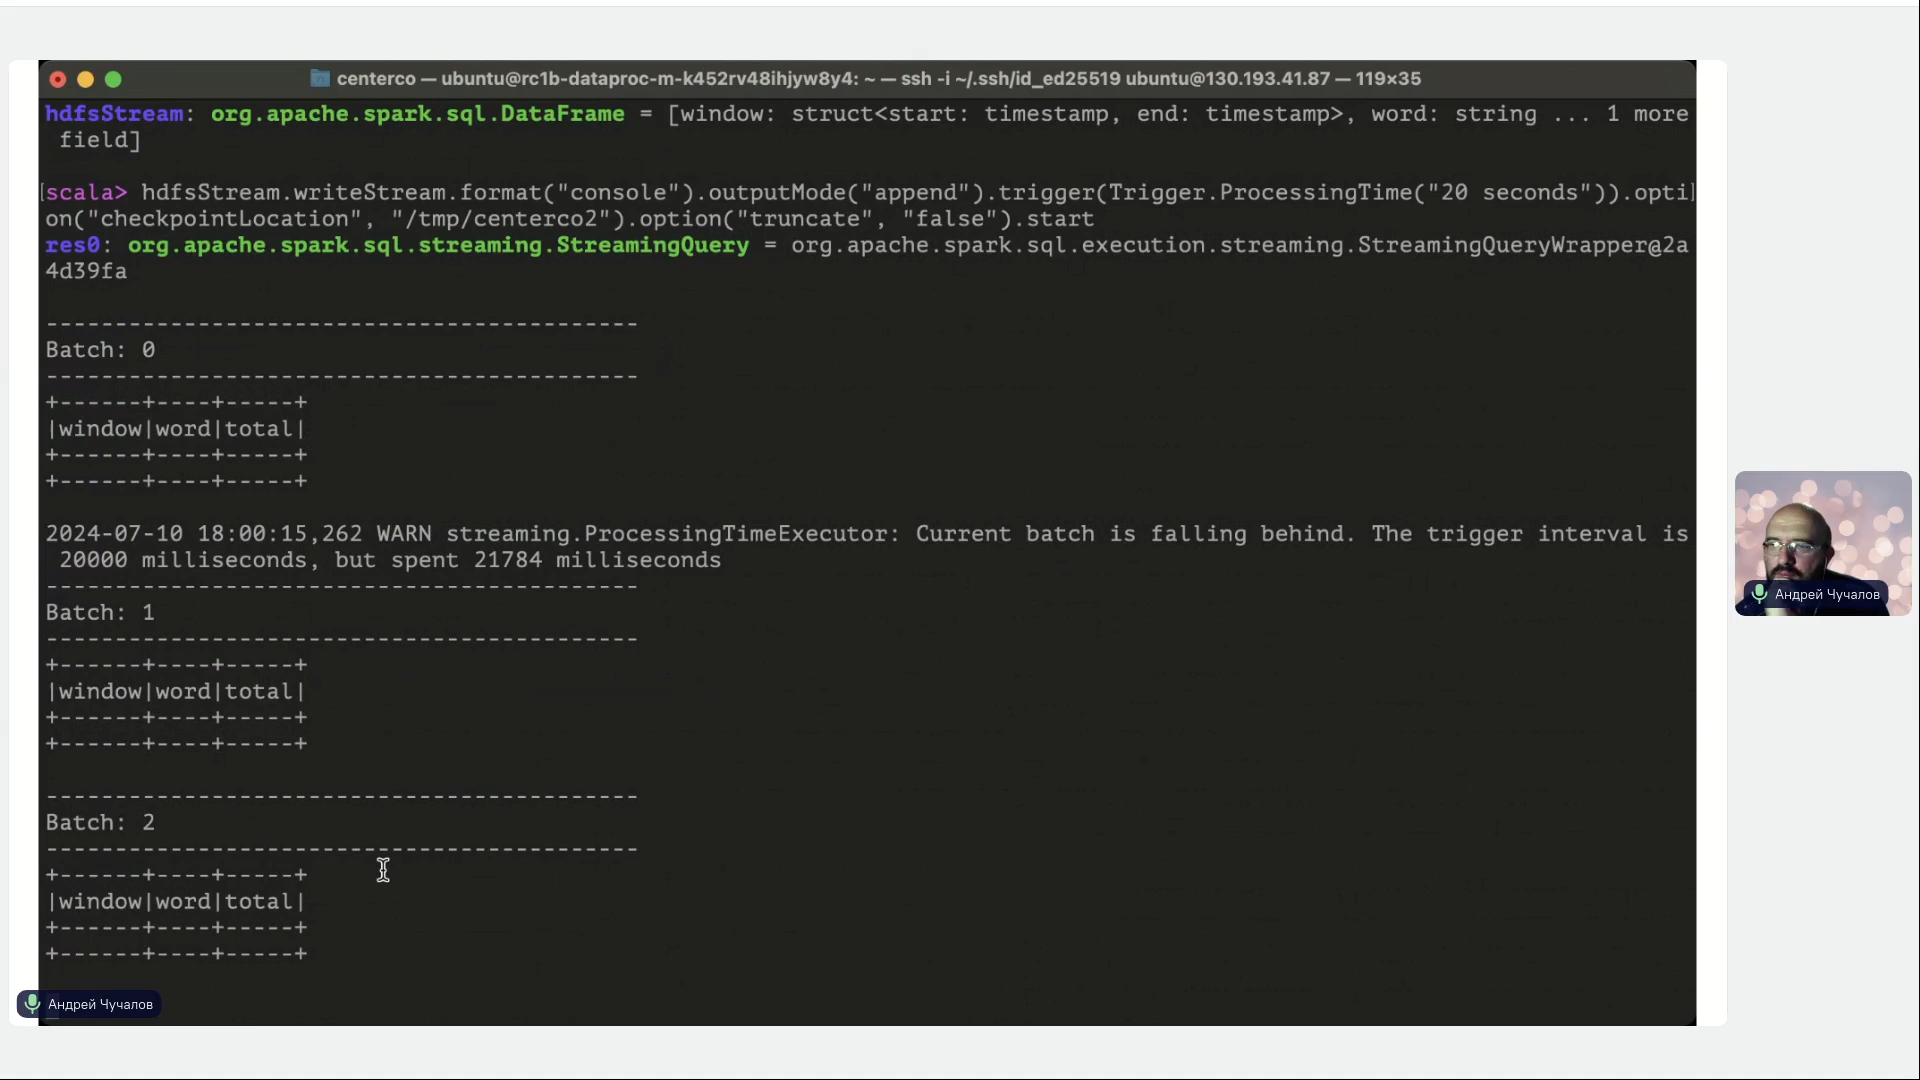 centerco — ubuntu@rc1b-dataproc-m-k452rv48ihjyw8y4: ~ — ssh -i ~/.ssh/id_ed25519 ubuntu@130.193.41.87 — 119×35
hdfsStream: org.apache.spark.sql.DataFrame = [window: struct<start: timestamp, end: timestamp>, word: string ... 1 more
 field]
[scala> hdfsStream.writeStream.format("console").outputMode("append").trigger(Trigger.ProcessingTime("20 seconds")).opti]
on("checkpointLocation", "/tmp/centerco2").option("truncate", "false").start
res0: org.apache.spark.sql.streaming.StreamingQuery = org.apache.spark.sql.execution.streaming.StreamingQueryWrapper@2a
4d39fa
-------------------------------------------
Batch: 0
-------------------------------------------
+------+----+-----+
|window|word|total|
+------+----+-----+
+------+----+-----+
2024-07-10 18:00:15,262 WARN streaming.ProcessingTimeExecutor: Current batch is falling behind. The trigger interval is
 20000 milliseconds, but spent 21784 milliseconds
-------------------------------------------
Batch: 1
-------------------------------------------
+------+----+-----+
|window|word|total|
+------+----+-----+
+------+----+-----+
-------------------------------------------
Batch: 2
-------------------------------------------
+------+----+-----+
|window|word|total|
+------+----+-----+
+------+----+-----+
Андрей Чучалов
Андрей Чучалов